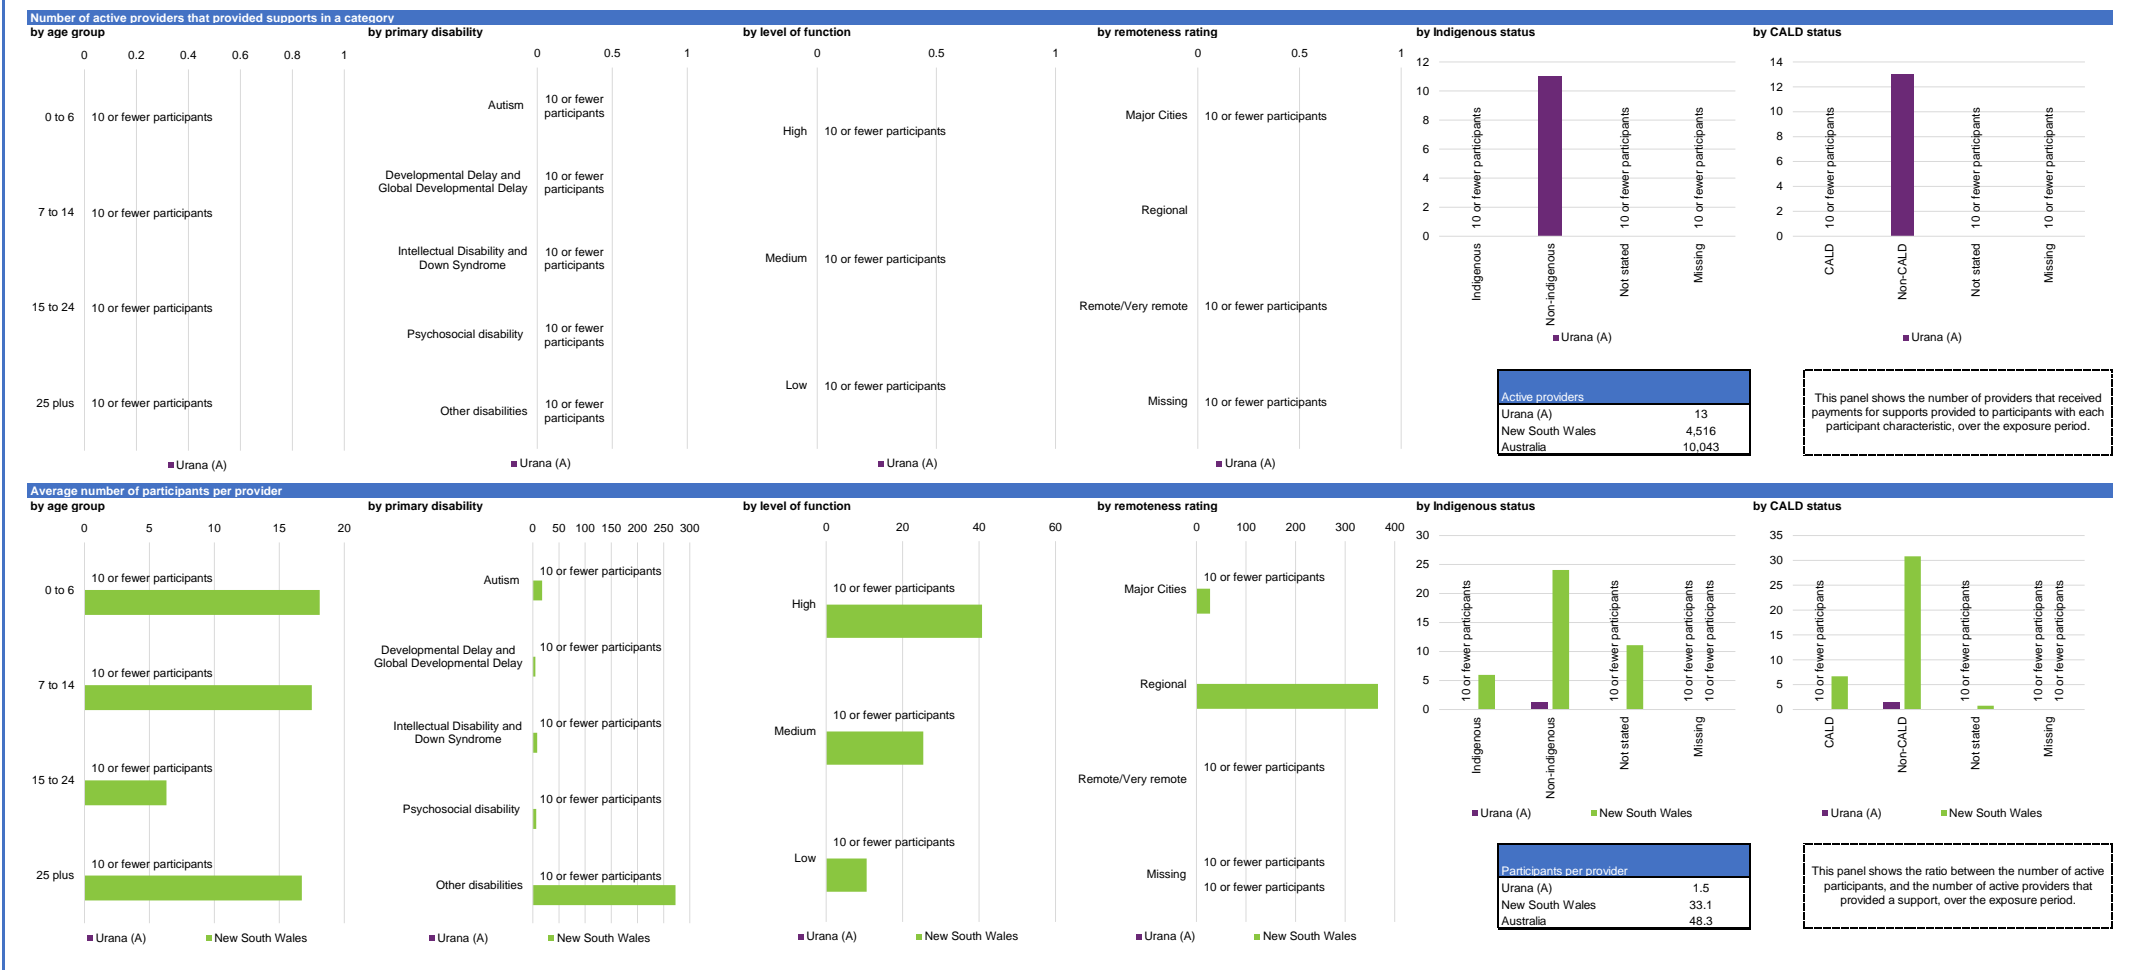 Number of active providers that provided supports in a category
by age group
0 0.2 0.4 0.6 0.8 1
0 to 6 10 or fewer participants
7 to 14 10 or fewer participants
15 to 24 10 or fewer participants
25 plus 10 or fewer participants
Urana (A)
by primary disability
0 0.5 1
Autism 10 or fewer
participants
Developmental Delay and
Global Developmental Delay
10 or fewer
participants
Intellectual Disability and
Down Syndrome
10 or fewer
participants
Psychosocial disability 10 or fewer
participants
Other disabilities 10 or fewer
participants
Urana (A)
by level of function
0 0.5 1
High 10 or fewer participants
Medium 10 or fewer participants
Low 10 or fewer participants
Urana (A)
by remoteness rating
0 0.5 1
Major Cities 10 or fewer participants
Regional
Remote/Very remote 10 or fewer participants
Missing 10 or fewer participants
Urana (A)
by Indigenous status
12
10
8
6
4
2
0
10 or fewer participants
10 or fewer participants
10 or fewer participants
Indigenous
Non-indigenous
Not stated
Missing
Urana (A)
by CALD status
14
12
10
8
6
4
2
0
10 or fewer participants
10 or fewer participants
10 or fewer participants
CALD
Non-CALD
Not stated
Missing
Urana (A)
Active providers
Urana (A) 13
New South Wales 4,516
Australia 10,043
This panel shows the number of providers that received
payments for supports provided to participants with each
participant characteristic, over the exposure period.
Average number of participants per provider
by age group
0 5 10 15 20
0 to 6 10 or fewer participants
7 to 14 10 or fewer participants
15 to 24 10 or fewer participants
25 plus 10 or fewer participants
Urana (A) New South Wales
by primary disability
0 50 100 150 200 250 300
Autism 10 or fewer participants
Developmental Delay and
Global Developmental Delay
10 or fewer participants
Intellectual Disability and
Down Syndrome
10 or fewer participants
Psychosocial disability 10 or fewer participants
Other disabilities 10 or fewer participants
Urana (A) New South Wales
by level of function
0 20 40 60
High 10 or fewer participants
Medium 10 or fewer participants
Low 10 or fewer participants
Urana (A) New South Wales
by remoteness rating
0 100 200 300 400
Major Cities 10 or fewer participants
Regional
Remote/Very remote 10 or fewer participants
Missing 10 or fewer participants
10 or fewer participants
Urana (A) New South Wales
by Indigenous status
30
25
20
15
10
5
0
10 or fewer participants
10 or fewer participants
10 or fewer participants
10 or fewer participants
Indigenous
Non-indigenous
Not stated
Missing
Urana (A) New South Wales
by CALD status
35
30
25
20
15
10
5
0
10 or fewer participants
10 or fewer participants
10 or fewer participants
10 or fewer participants
CALD
Non-CALD
Not stated
Missing
Urana (A) New South Wales
Participants per provider
Urana (A) 1.5
New South Wales 33.1
Australia 48.3
This panel shows the ratio between the number of active
participants, and the number of active providers that
provided a support, over the exposure period.